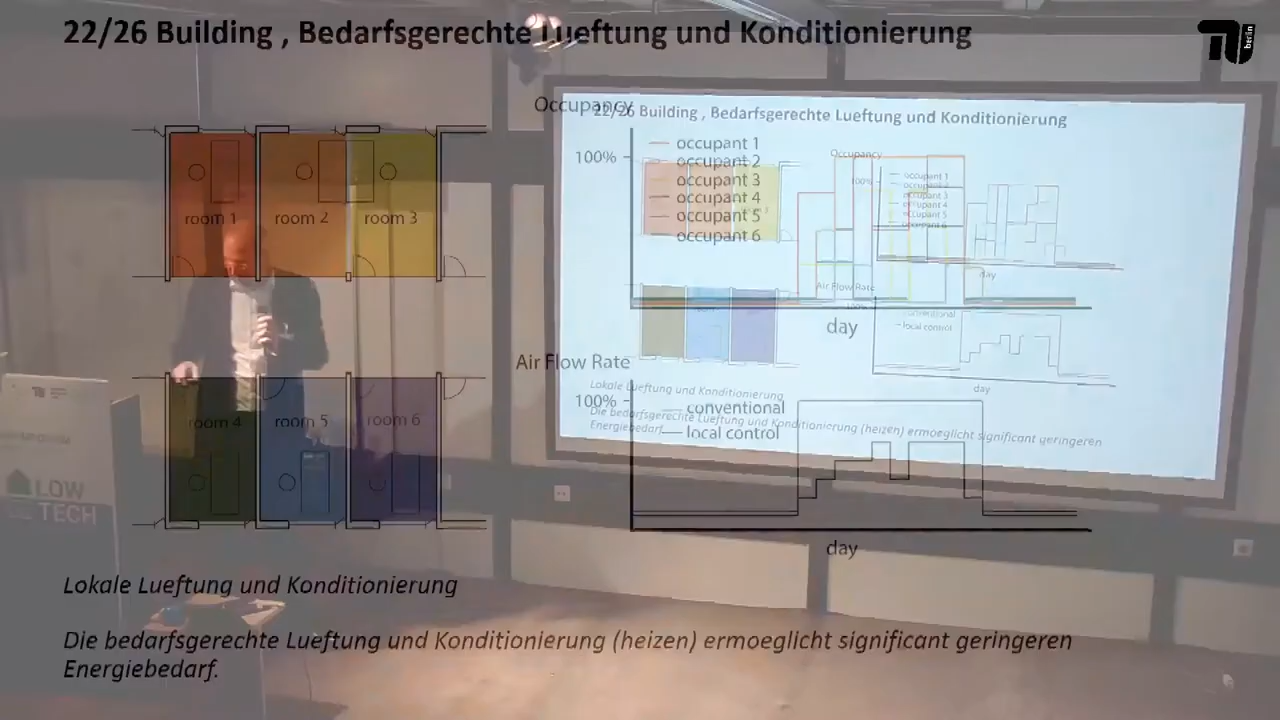 22/26 Building , Bedarfsgerechte Lueftung und Konditionierung
berlin
Occupancy
100%
occupant 1
occupant 2
occupant 3
occupant 4
occupant 5
occupant 6
day
room 1
room 2
room 3
Air Flow Rate
100%
conventional
local control
day
room 4
room 5
room 6
Lokale Lueftung und Konditionierung
Die bedarfsgerechte Lueftung und Konditionierung (heizen) ermoeglicht significant geringeren
Energiebedarf.
22/26 Building , Bedarfsgerechte Lueftung und Konditionierung
Occupancy
100%
occupant 1
occupant 2
occupant 3
occupant 4
occupant 5
occupant 6
day
Air Flow Rate
100%
conventional
local control
day
Lokale Lueftung und Konditionierung
Die bedarfsgerechte Lueftung und Konditionierung (heizen) ermoeglicht significant geringeren
Energiebedarf.
LOW
TECH